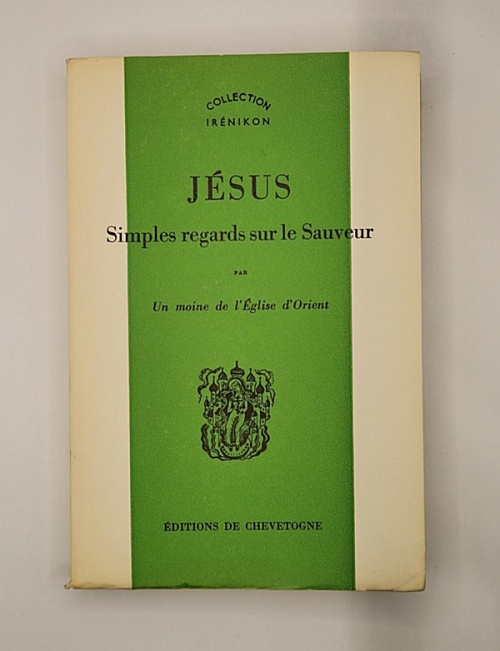 COLLECTION
IRÉNIKON
JÉSUS
Simples regards sur le Sauveur
PAR
Un moine de l'Église d'Orient
ÉDITIONS DE CHEVETOGNE